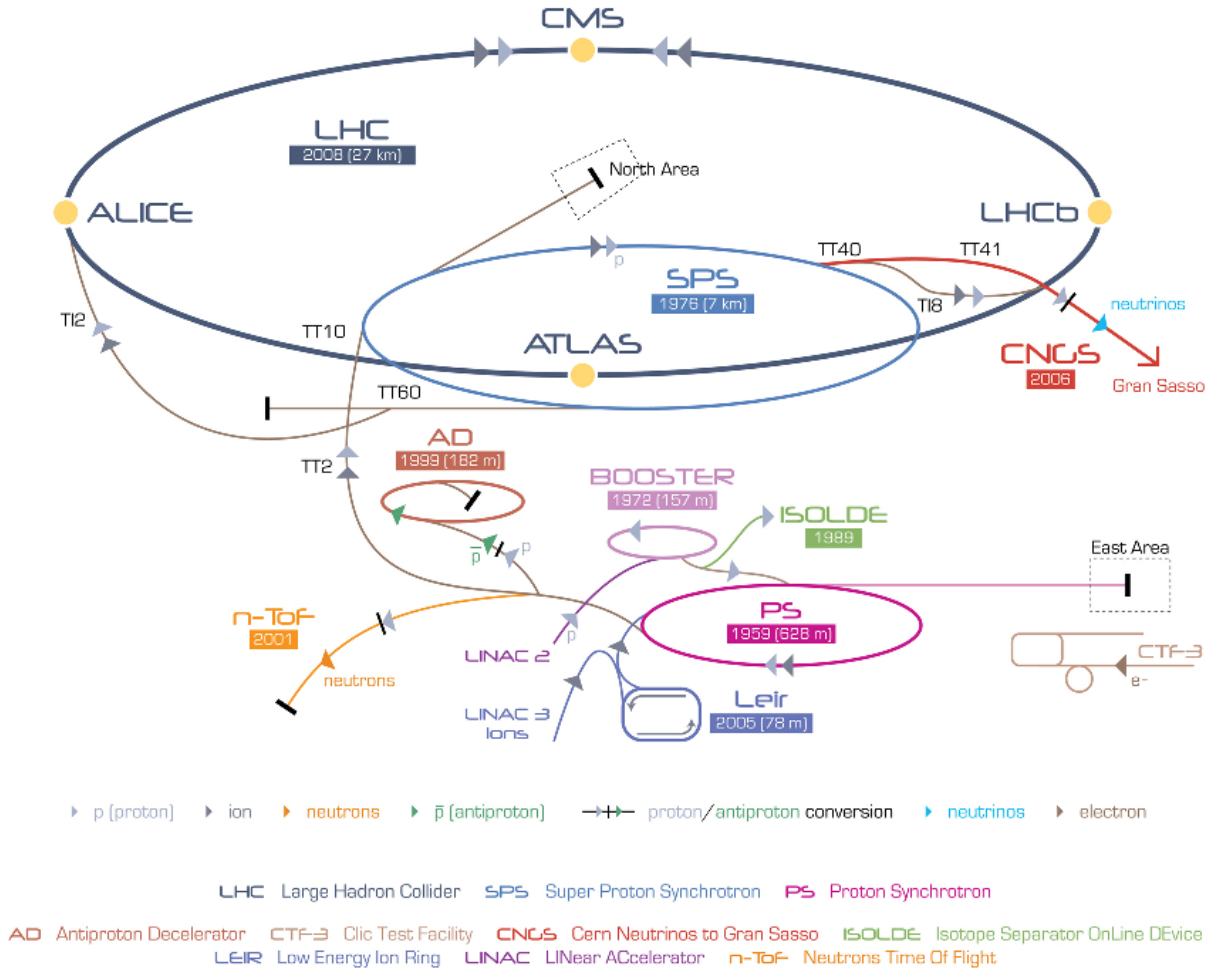 CMS
LHC
2008 (27 km)
North Area
ALICE
LHCb
TT40
TT41
p
SPS
1976 (7 km)
TI8
neutrinos
TI2
TT10
ATLAS
CNGS
2006
Gran Sasso
TT60
AD
1999 (182 m)
TT2
BOOSTER
1972 (157 m)
ISOLDE
1989
p̅
p
East Area
n-ToF
2001
PS
1959 (628 m)
p
LINAC 2
neutrons
CTF-3
e-
LINAC 3
Ions
Leir
2005 (78 m)
p (proton) ion neutrons p̅ (antiproton) proton/antiproton conversion neutrinos electron
LHC Large Hadron Collider SPS Super Proton Synchrotron PS Proton Synchrotron
AD Antiproton Decelerator CTF-3 Clic Test Facility CNGS Cern Neutrinos to Gran Sasso ISOLDE Isotope Separator OnLine DEvice
LEIR Low Energy Ion Ring LINAC LINear ACcelerator n-ToF Neutrons Time Of Flight